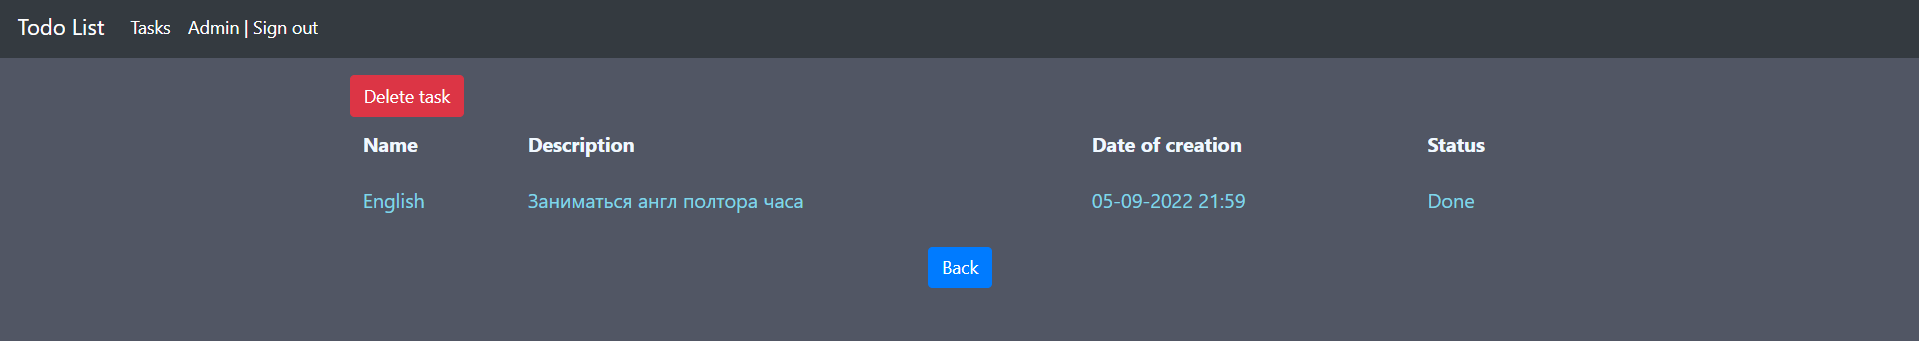 Todo List Tasks Admin | Sign out
Delete task
Name Description Date of creation Status
English Заниматься англ полтора часа 05-09-2022 21:59 Done
Back